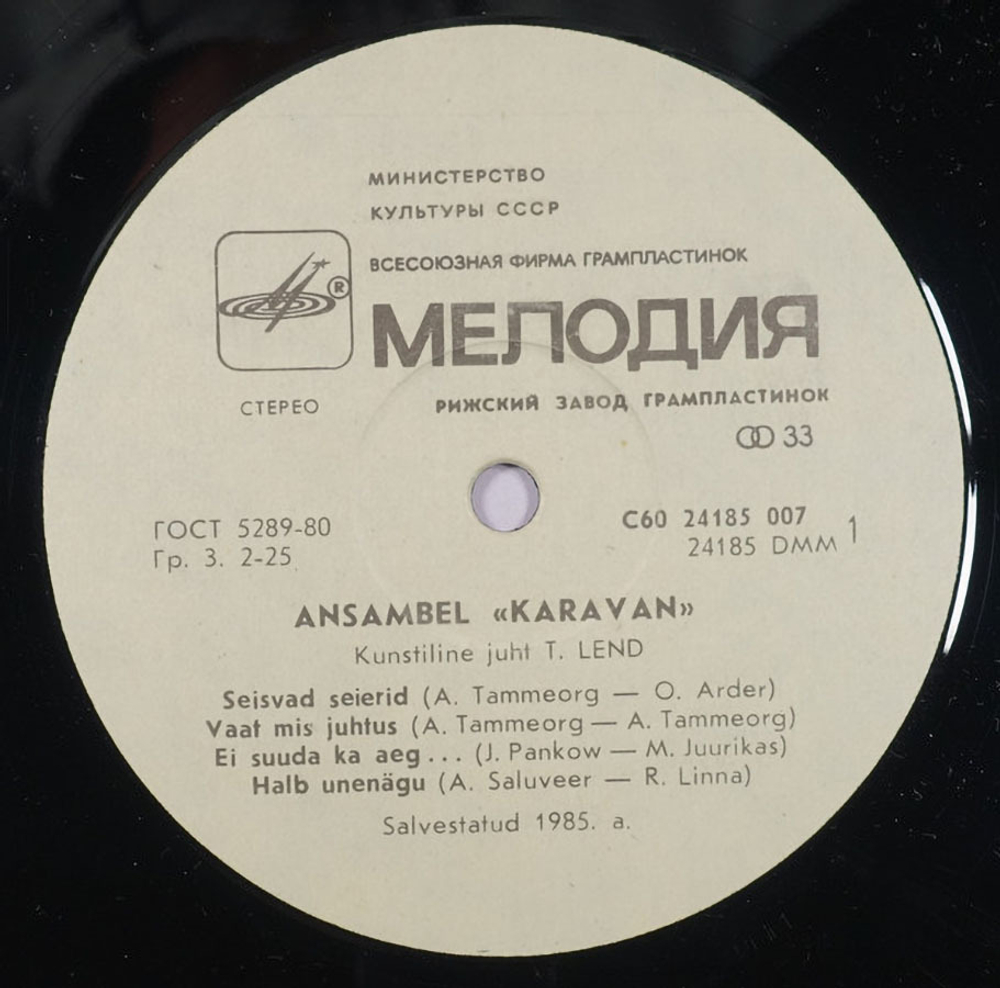 МИНИСТЕРСТВО
КУЛЬТУРЫ СССР
ВСЕСОЮЗНАЯ ФИРМА ГРАМПЛАСТИНОК
®
МЕЛОДИЯ
СТЕРЕО
РИЖСКИЙ ЗАВОД ГРАМПЛАСТИНОК
33
ГОСТ 5289-80
Гр. 3. 2-25
С60 24185 007
24185 DMM
1
ANSAMBEL «KARAVAN»
Kunstiline juht T. LEND
Seisvad seierid (A. Tammeorg — O. Arder)
Vaat mis juhtus (A. Tammeorg — A. Tammeorg)
Ei suuda ka aeg... (J. Pankow — M. Juurikas)
Halb unenägu (A. Saluveer — R. Linna)
Salvestatud 1985. a.